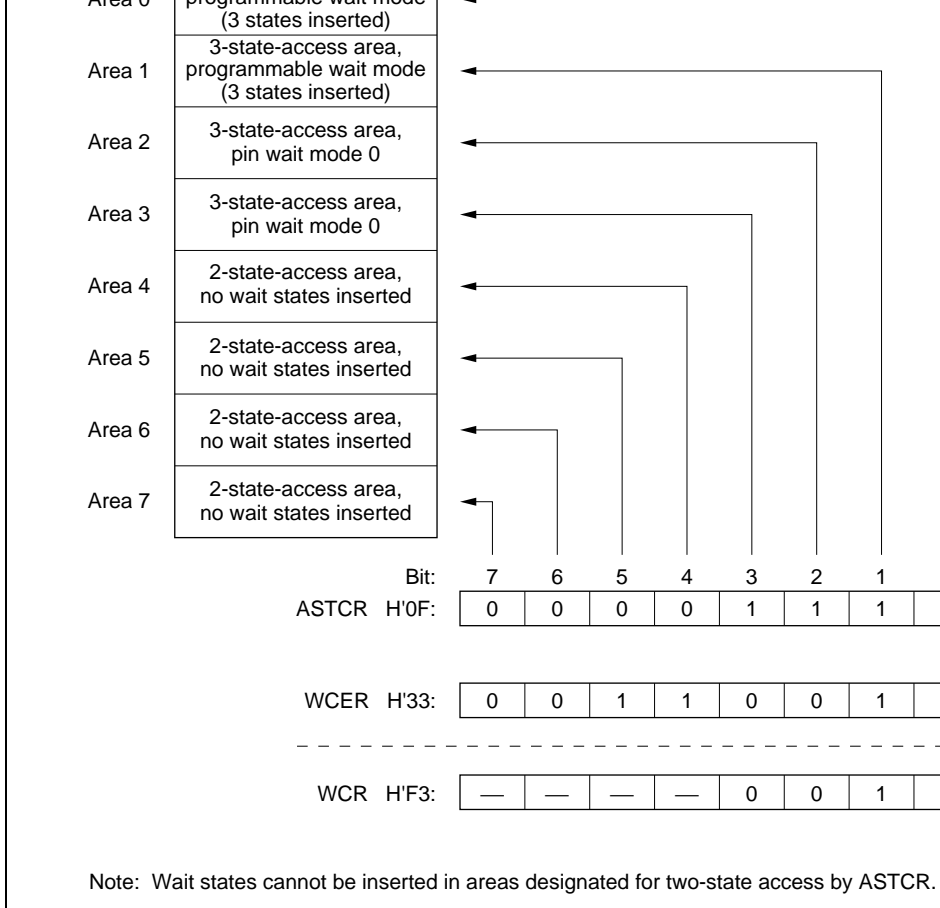 Area 0
programmable wait mode
(3 states inserted)
Area 1
3-state-access area,
programmable wait mode
(3 states inserted)
Area 2
3-state-access area,
pin wait mode 0
Area 3
3-state-access area,
pin wait mode 0
Area 4
2-state-access area,
no wait states inserted
Area 5
2-state-access area,
no wait states inserted
Area 6
2-state-access area,
no wait states inserted
Area 7
2-state-access area,
no wait states inserted
Bit: 7 6 5 4 3 2 1
ASTCR H'0F: 0 0 0 0 1 1 1
WCER H'33: 0 0 1 1 0 0 1
WCR H'F3: — — — — 0 0 1
Note: Wait states cannot be inserted in areas designated for two-state access by ASTCR.